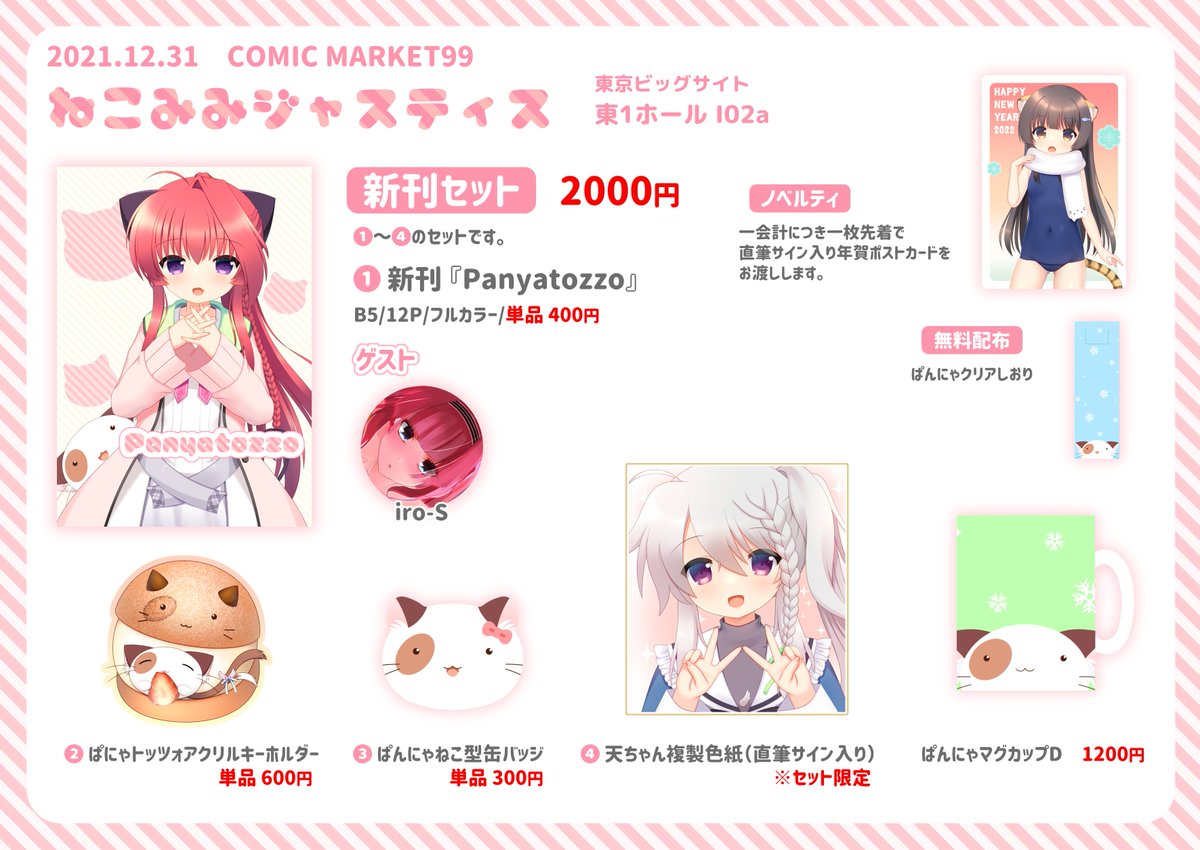 2021.12.31 COMIC MARKET99
ねこみみジャスティス
東京ビッグサイト
東1ホール I02a
HAPPY
NEW
YEAR
2022
新刊セット 2000円
①～④のセットです。
① 新刊『Panyatozzo』
B5/12P/フルカラー/単品 400円
ゲスト
iro-S
Panyatozzo
ノベルティ
一会計につき一枚先着で
直筆サイン入り年賀ポストカードを
お渡しします。
無料配布
ぱんにゃクリアしおり
② ぱにゃトッツォアクリルキーホルダー
単品 600円
③ ぱんにゃねこ型缶バッジ
単品 300円
④ 天ちゃん複製色紙(直筆サイン入り)
※セット限定
ぱんにゃマグカップD 1200円